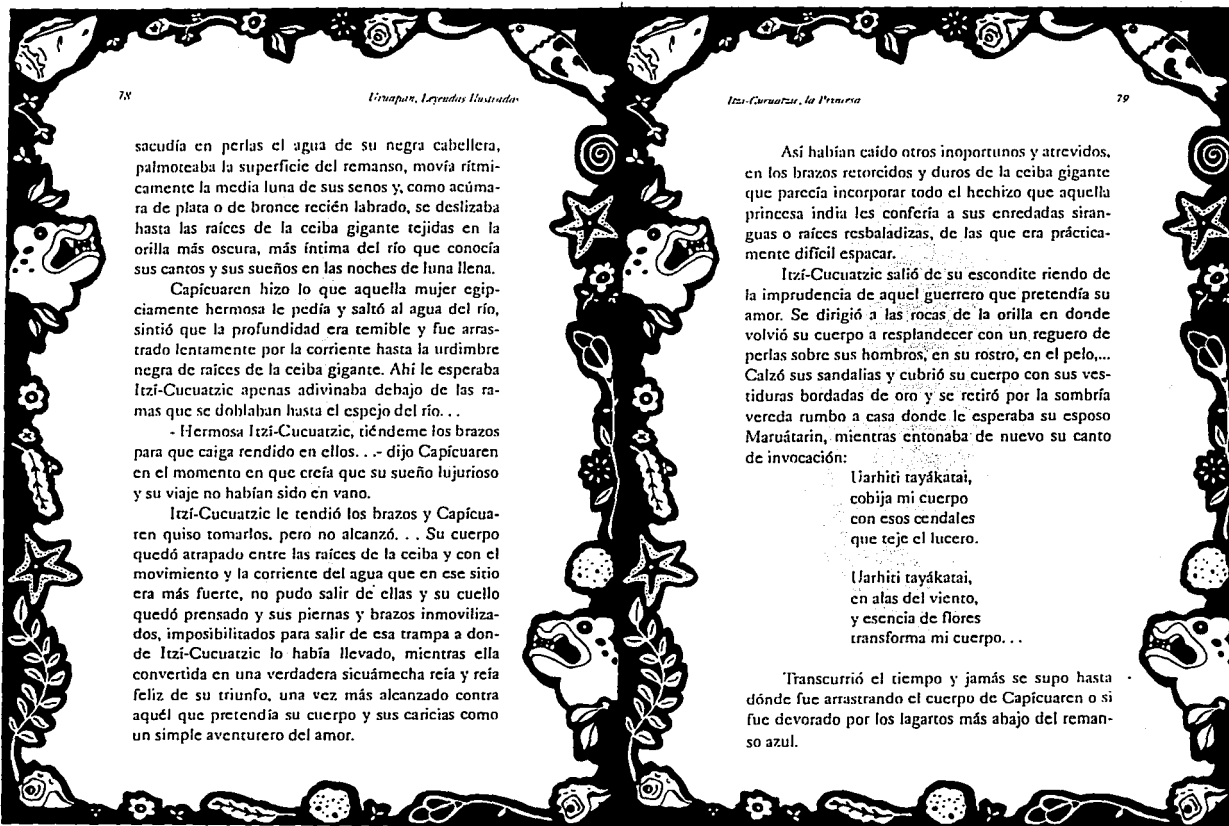 78
Uruapan, Leyendas Ilustradas
sacudía en perlas el agua de su negra cabellera,
palmoteaba la superficie del remanso, movía rítmi-
camente la media luna de sus senos y, como acúma-
ra de plata o de bronce recién labrado, se deslizaba
hasta las raíces de la ceiba gigante tejidas en la
orilla más oscura, más íntima del río que conocía
sus cantos y sus sueños en las noches de luna llena.
Capícuaren hizo lo que aquella mujer egip-
ciamente hermosa le pedía y saltó al agua del río,
sintió que la profundidad era temible y fue arras-
trado lentamente por la corriente hasta la urdimbre
negra de raíces de la ceiba gigante. Ahí le esperaba
Itzí-Cucuatzic apenas adivinaba debajo de las ra-
mas que se doblaban hasta el espejo del río. . .
- Hermosa Itzí-Cucuatzic, tiéndeme los brazos
para que caiga rendido en ellos. . .- dijo Capícuaren
en el momento en que creía que su sueño lujurioso
y su viaje no habían sido en vano.
Itzí-Cucuatzic le tendió los brazos y Capícua-
ren quiso tomarlos, pero no alcanzó. . . Su cuerpo
quedó atrapado entre las raíces de la ceiba y con el
movimiento y la corriente del agua que en ese sitio
era más fuerte, no pudo salir de ellas y su cuello
quedó prensado y sus piernas y brazos inmoviliza-
dos, imposibilitados para salir de esa trampa a don-
de Itzí-Cucuatzic lo había llevado, mientras ella
convertida en una verdadera sicuámecha reía y reía
feliz de su triunfo, una vez más alcanzado contra
aquél que pretendía su cuerpo y sus caricias como
un simple aventurero del amor.
Itzi-Cucuatzic, la Princesa
79
Así habían caído otros inoportunos y atrevidos,
en los brazos retorcidos y duros de la ceiba gigante
que parecía incorporar todo el hechizo que aquella
princesa india les confería a sus enredadas siran-
guas o raíces resbaladizas, de las que era práctica-
mente difícil espacar.
Itzí-Cucuatzic salió de su escondite riendo de
la imprudencia de aquel guerrero que pretendía su
amor. Se dirigió a las rocas de la orilla en donde
volvió su cuerpo a resplandecer con un reguero de
perlas sobre sus hombros, en su rostro, en el pelo,...
Calzó sus sandalias y cubrió su cuerpo con sus ves-
tiduras bordadas de oro y se retiró por la sombría
vereda rumbo a casa donde le esperaba su esposo
Maruátarin, mientras entonaba de nuevo su canto
de invocación:
Uarhiti tayákatai,
cobija mi cuerpo
con esos cendales
que teje el lucero.
Uarhiti tayákatai,
en alas del viento,
y esencia de flores
transforma mi cuerpo. . .
Transcurrió el tiempo y jamás se supo hasta
dónde fue arrastrando el cuerpo de Capícuaren o si
fue devorado por los lagartos más abajo del reman-
so azul.